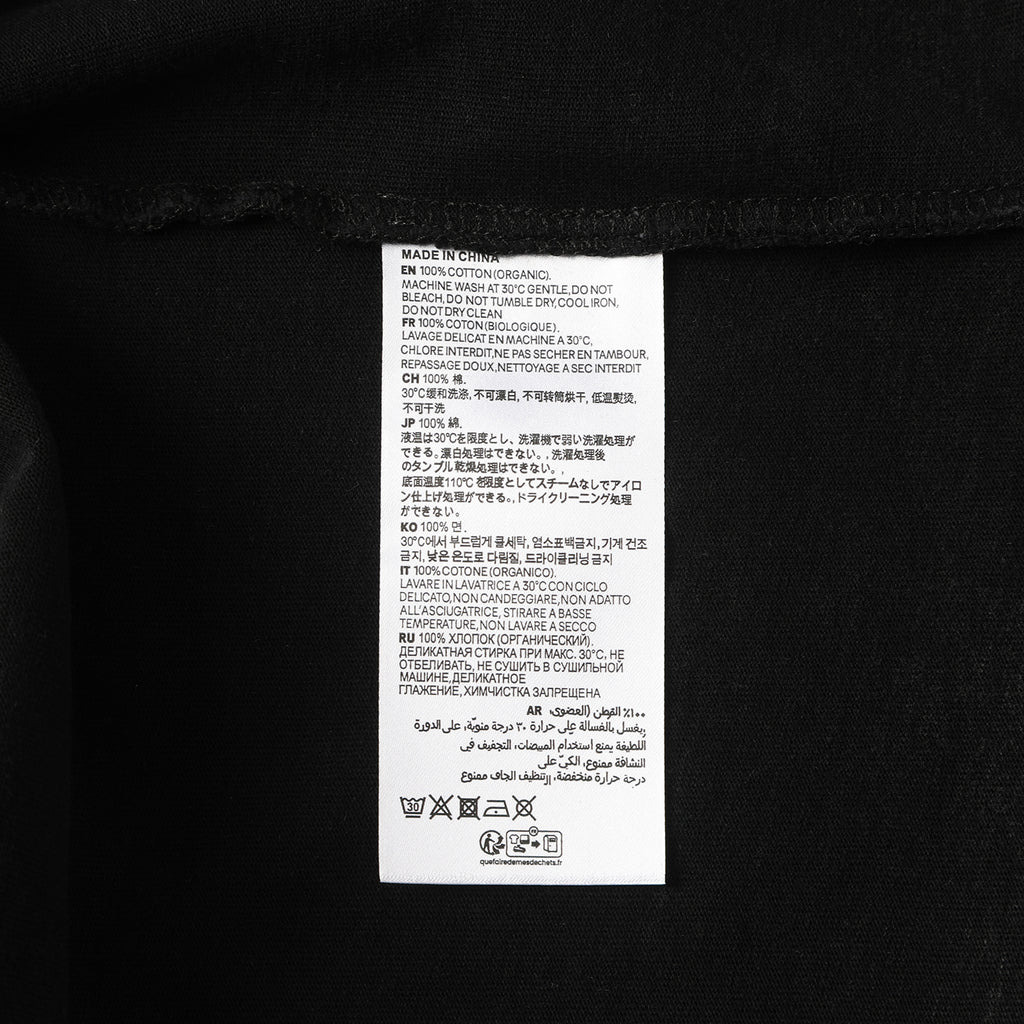 MADE IN CHINA
EN 100% COTTON (ORGANIC).
MACHINE WASH AT 30°C GENTLE, DO NOT
BLEACH, DO NOT TUMBLE DRY, COOL IRON,
DO NOT DRY CLEAN
FR 100% COTON (BIOLOGIQUE).
LAVAGE DELICAT EN MACHINE A 30°C,
CHLORE INTERDIT, NE PAS SECHER EN TAMBOUR,
REPASSAGE DOUX, NETTOYAGE A SEC INTERDIT
CH 100% 棉.
30°C缓和洗涤, 不可漂白, 不可转筒烘干, 低温熨烫,
不可干洗
JP 100% 綿.
液温は30℃を限度とし、洗濯機で弱い洗濯処理が
できる。漂白処理はできない。, 洗濯処理後
のタンブル乾燥処理はできない。,
底面温度110℃を限度としてスチームなしでアイロ
ン仕上げ処理ができる。, ドライクリーニング処理
ができない。
KO 100% 면.
30°C에서 부드럽게 물세탁, 염소표백금지, 기계 건조
금지, 낮은 온도로 다림질, 드라이클리닝 금지
IT 100% COTONE (ORGANICO).
LAVARE IN LAVATRICE A 30°C CON CICLO
DELICATO, NON CANDEGGIARE, NON ADATTO
ALL'ASCIUGATRICE, STIRARE A BASSE
TEMPERATURE, NON LAVARE A SECCO
RU 100% ХЛОПОК (ОРГАНИЧЕСКИЙ).
ДЕЛИКАТНАЯ СТИРКА ПРИ МАКС. 30°C, НЕ
ОТБЕЛИВАТЬ, НЕ СУШИТЬ В СУШИЛЬНОЙ
МАШИНЕ, ДЕЛИКАТНОЕ
ГЛАЖЕНИЕ, ХИМЧИСТКА ЗАПРЕЩЕНА
١٠٠٪ القطن (العضوي، AR
يغسل بالغسالة على حرارة ٣٠ درجة مئوية، على الدورة
اللطيفة يمنع استخدام المبيضات، التجفيف في
النشافة ممنوع، الكيّ على
درجة حرارة منخفضة، التنظيف الجاف ممنوع
30
FR
quefairedemesdechets.fr